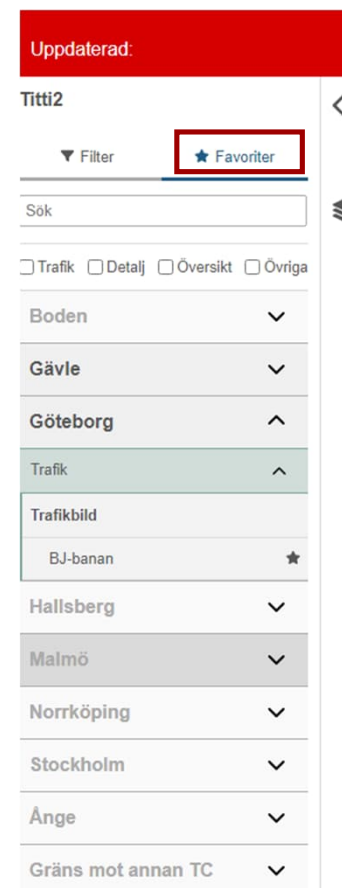 Uppdaterad:
Titti2
Filter Favoriter
Sök
Trafik Detalj Översikt Övriga
Boden
Gävle
Göteborg
Trafik
Trafikbild
BJ-banan
Hallsberg
Malmö
Norrköping
Stockholm
Ånge
Gräns mot annan TC